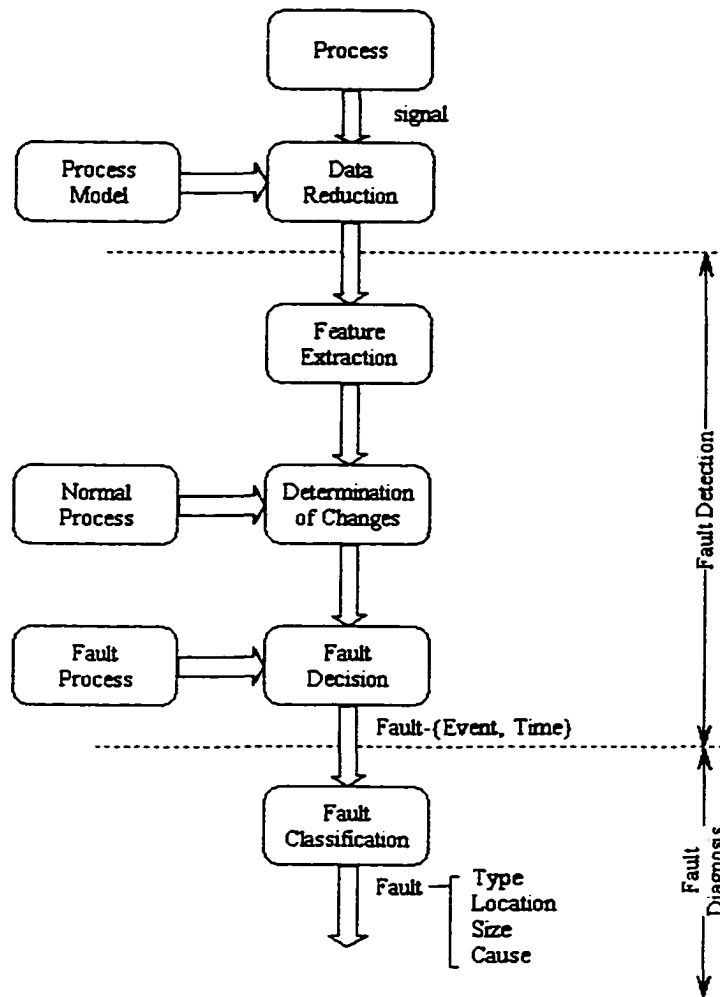 Process
signal
Process
Model
Data
Reduction
Feature
Extraction
Normal
Process
Determination
of Changes
Fault
Process
Fault
Decision
Fault Detection
Fault-{Event, Time}
Fault
Classification
Fault
Type
Location
Size
Cause
Fault
Diagnosis